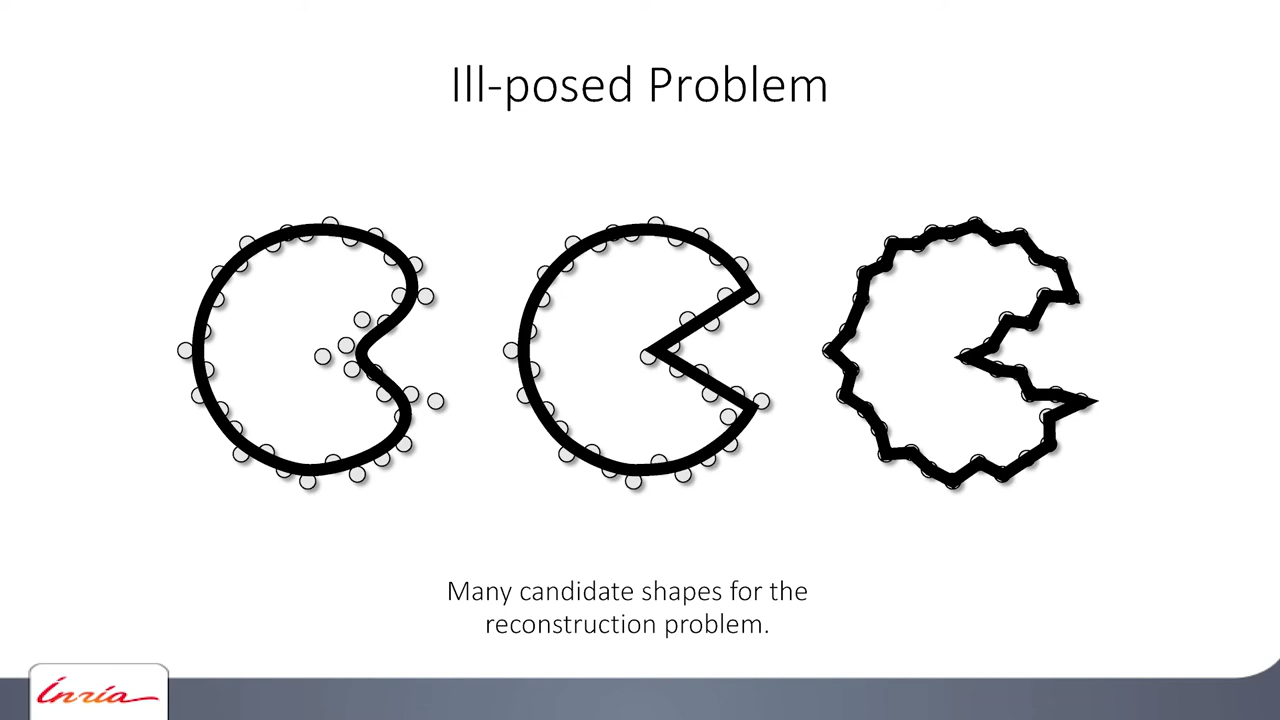 Ill-posed Problem
Many candidate shapes for the
reconstruction problem.
Inria